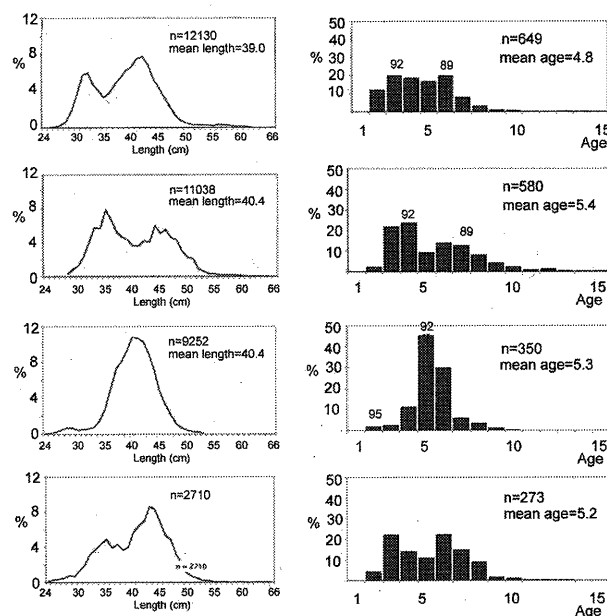 12
n=12130
mean length=39.0
8
%
4
0
24 30 35 40 45 50 55 60 66
Length (cm)
50
n=649
40
mean age=4.8
30
92 89
%
20
10
1 5 10 15
Age
12
n=11038
mean length=40.4
8
%
4
0
24 30 35 40 45 50 55 60 66
Length (cm)
50
n=580
40
mean age=5.4
30
92
89
%
20
10
1 5 10 15
Age
12
n=9252
mean length=40.4
8
%
4
0
24 30 35 40 45 50 55 60 66
Length (cm)
50
92
n=350
40
mean age=5.3
30
%
20
10
95
1 5 10 15
Age
12
n=2710
8
%
4
n = 2710
0
24 30 35 40 45 50 55 60 66
Length (cm)
50
n=273
40
mean age=5.2
30
%
20
10
1 5 10 15
Age